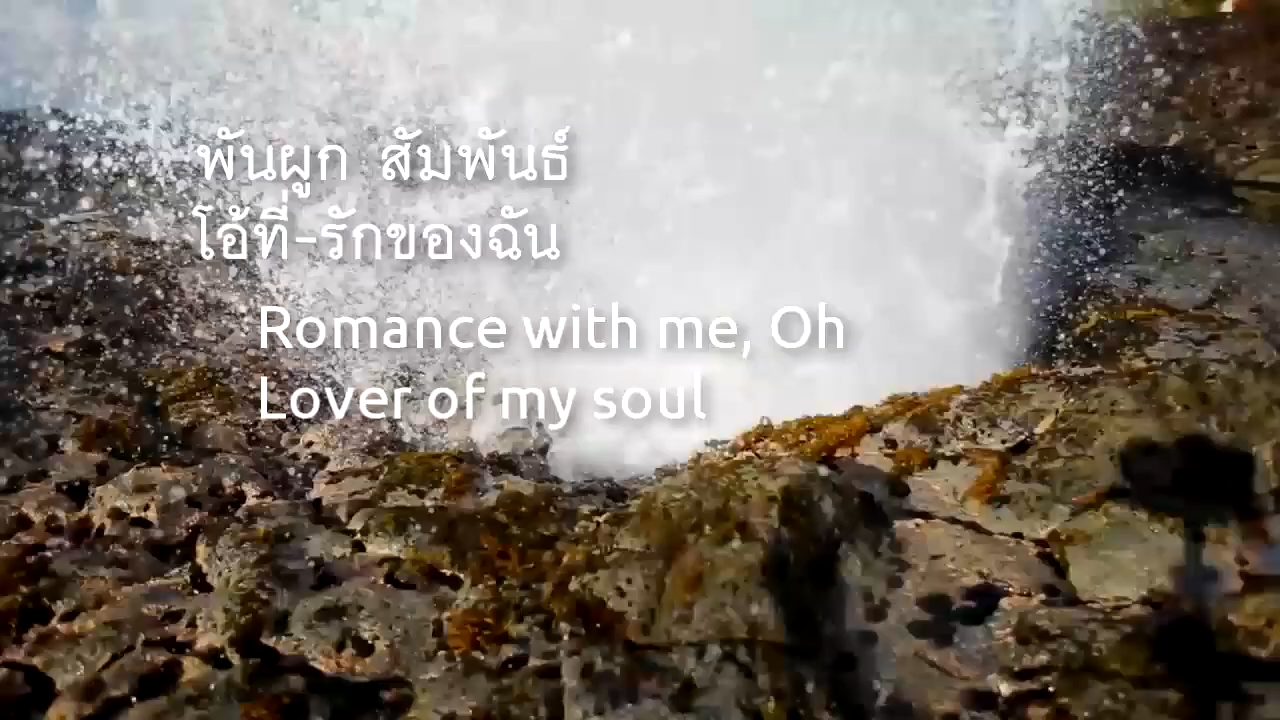 พันผูก สัมพันธ์
โอ้ที่-รักของฉัน
Romance with me, Oh
Lover of my soul